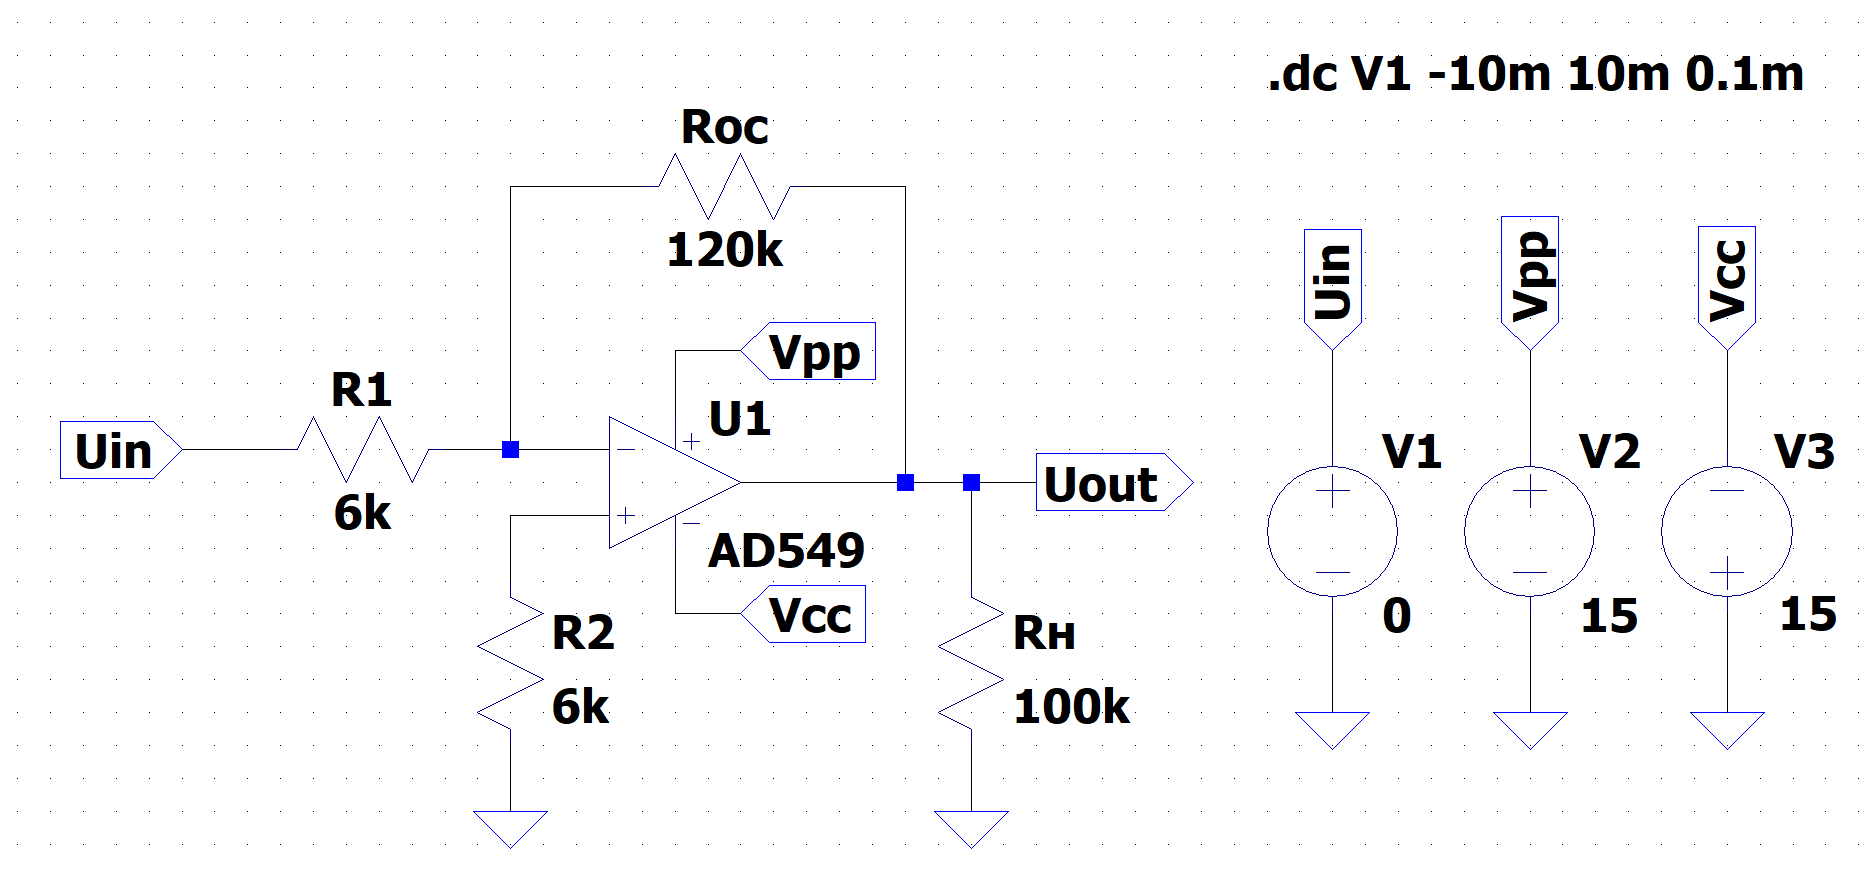 .dc V1 -10m 10m 0.1m
Roc
120k
Vpp
U1
AD549
Vcc
Uin
R1
6k
R2
6k
Uout
Rн
100k
Uin
V1
0
Vpp
V2
15
Vcc
V3
15